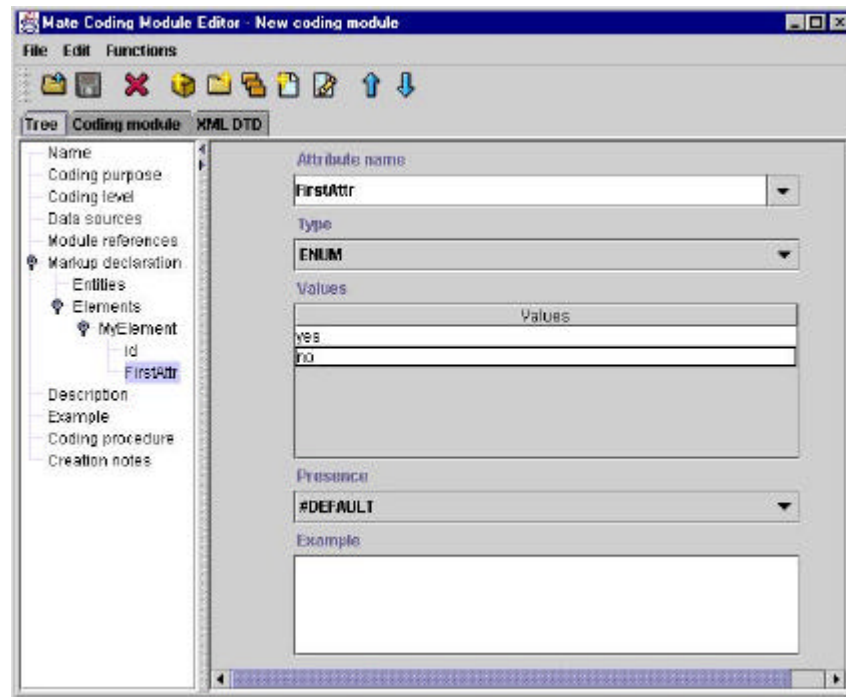 Mate Coding Module Editor - New coding module
File Edit Functions
Tree Coding module XML DTD
Name
Coding purpose
Coding level
Data sources
Module references
Markup declaration
Entities
Elements
MyElement
id
FirstAttr
Description
Example
Coding procedure
Creation notes
Attribute name
FirstAttr
Type
ENUM
Values
Values
yes
no
Presence
#DEFAULT
Example